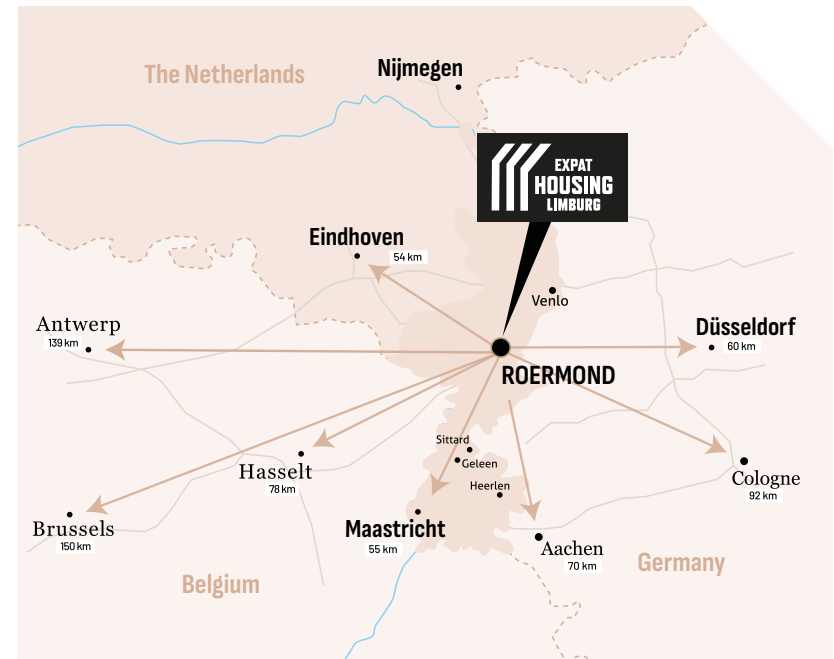 The Netherlands
Nijmegen
EXPAT
HOUSING
LIMBURG
Eindhoven
54 km
Venlo
Antwerp
139 km
Düsseldorf
60 km
ROERMOND
Sittard
Geleen
Hasselt
78 km
Heerlen
Cologne
92 km
Brussels
150 km
Maastricht
55 km
Aachen
70 km
Belgium
Germany